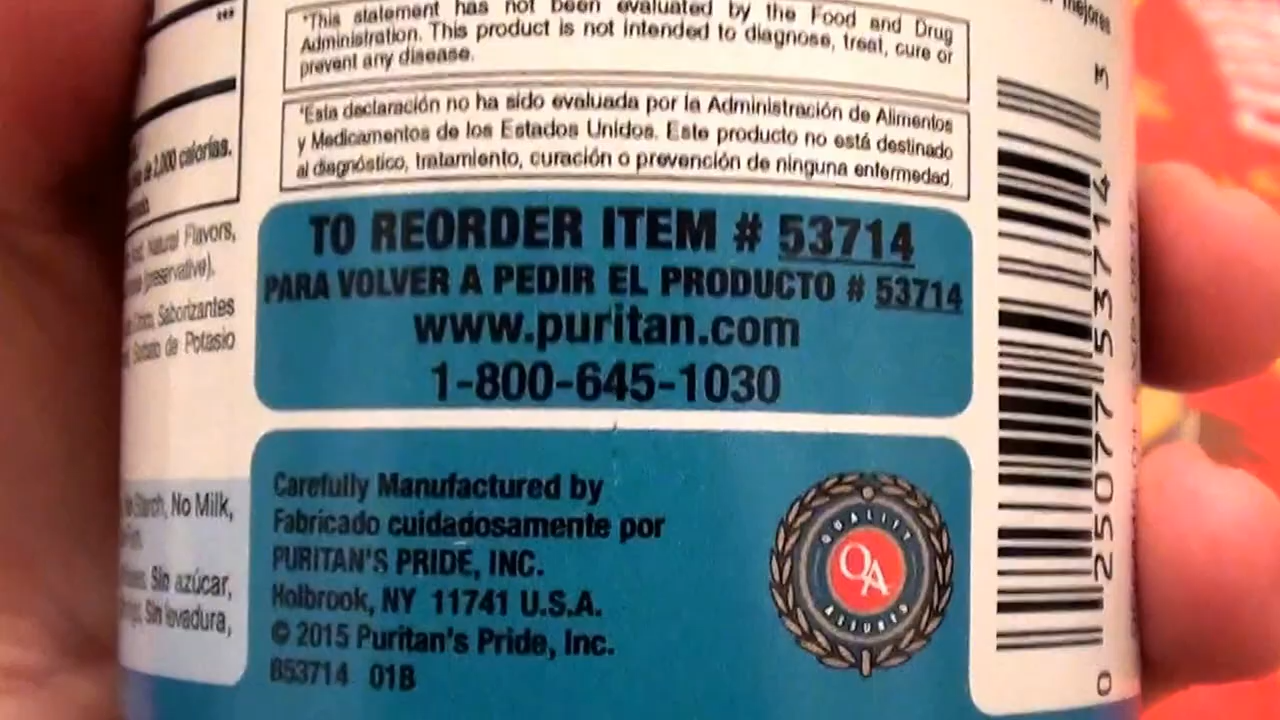 ***
de 2,000 calorías.
Natural Flavors,
(preservative).
Saborizantes
de Potasio
Starch, No Milk,
Sin azúcar,
Sin levadura,
*This statement has not been evaluated by the Food and Drug
Administration. This product is not intended to diagnose, treat, cure or
prevent any disease.
*Esta declaración no ha sido evaluada por la Administración de Alimentos
y Medicamentos de los Estados Unidos. Este producto no está destinado
al diagnóstico, tratamiento, curación o prevención de ninguna enfermedad.
TO REORDER ITEM # 53714
PARA VOLVER A PEDIR EL PRODUCTO # 53714
www.puritan.com
1-800-645-1030
Carefully Manufactured by
Fabricado cuidadosamente por
PURITAN'S PRIDE, INC.
Holbrook, NY 11741 U.S.A.
© 2015 Puritan's Pride, Inc.
B53714 01B
QUALITY
QA
ASSURED
mejores
0 25077 53714 3